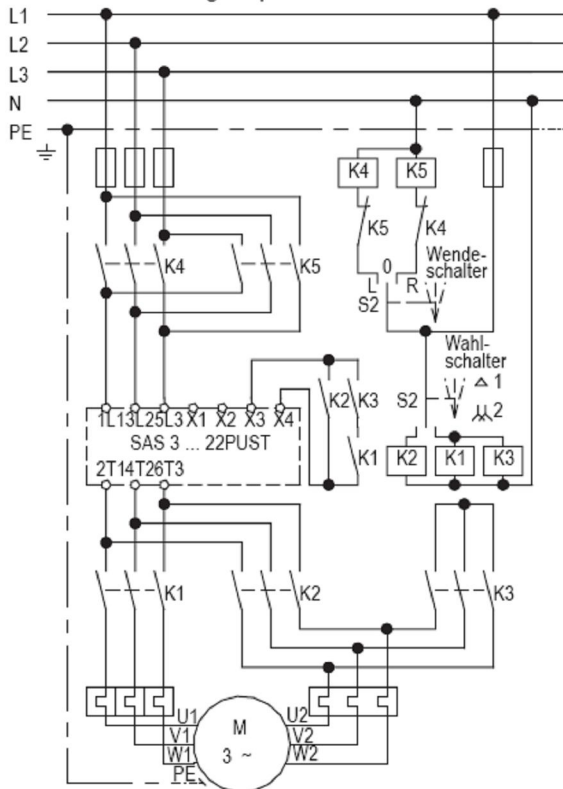 L1
L2
L3
N
PE
K4 K5
K5 K4
K4 K5
0
L R
S2
Wende-
schalter
Wahl-
schalter
1
2
S2
K2 K3
K1
1L1 3L2 5L3 X1 X2 X3 X4
SAS 3 ... 22PUST
2T1 4T2 6T3
K2 K1 K3
K1 K2 K3
U1 U2
V1 M V2
W1 3 ~ W2
PE